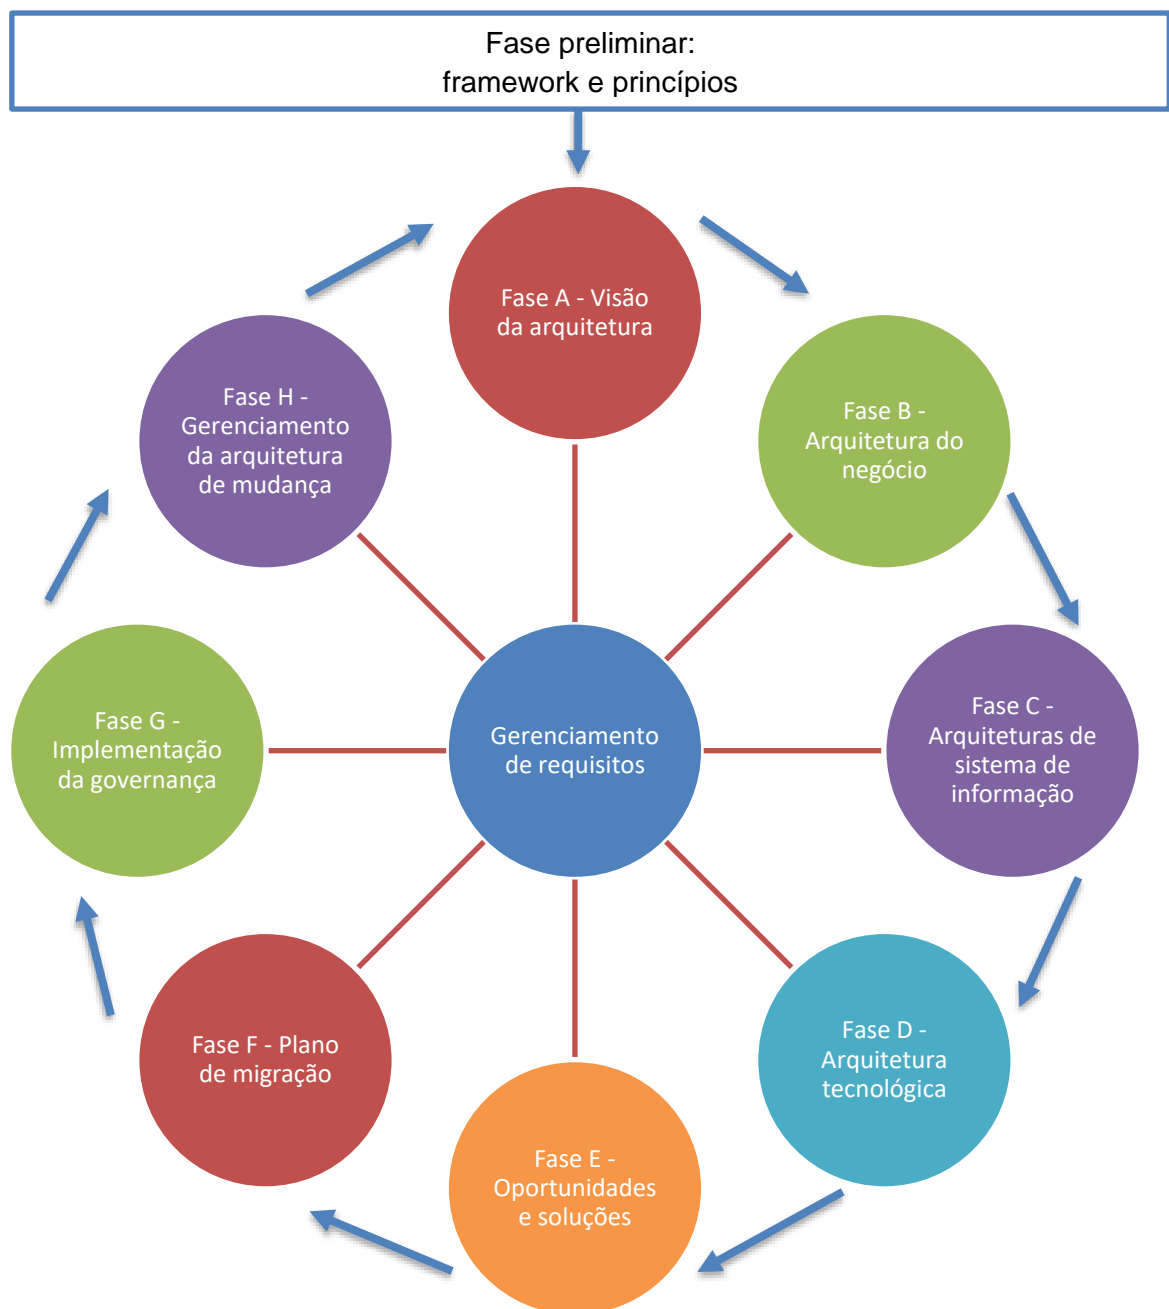 Fase preliminar:
framework e princípios
Fase A - Visão
da arquitetura
Fase B -
Arquitetura do
negócio
Fase C -
Arquiteturas de
sistema de
informação
Fase D -
Arquitetura
tecnológica
Fase E -
Oportunidades
e soluções
Fase F - Plano
de migração
Fase G -
Implementação
da governança
Fase H -
Gerenciamento
da arquitetura
de mudança
Gerenciamento
de requisitos